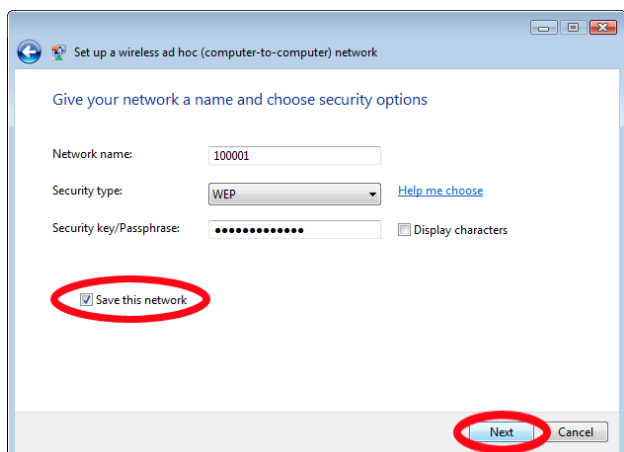 Set up a wireless ad hoc (computer-to-computer) network
Give your network a name and choose security options
Network name: 100001
Security type: WEP Help me choose
Security key/Passphrase: ●●●●●●●●●●●●● Display characters
Save this network
Next Cancel